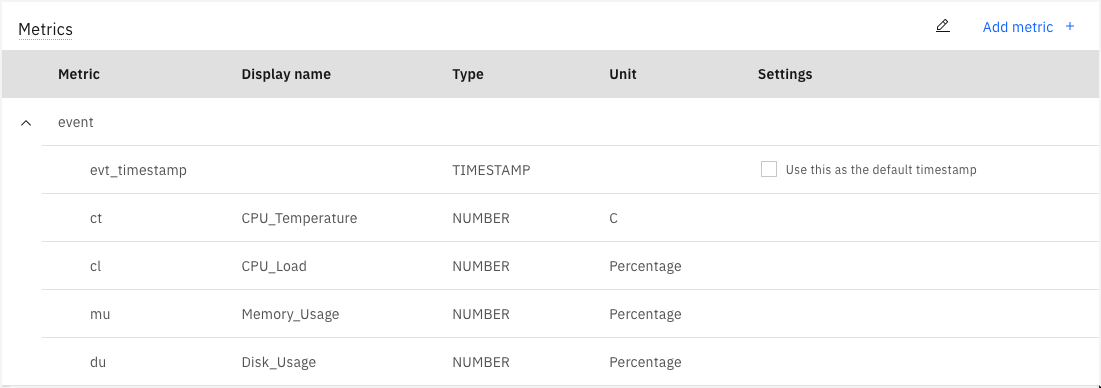 Metrics Add metric +
Metric Display name Type Unit Settings
event
evt_timestamp TIMESTAMP Use this as the default timestamp
ct CPU_Temperature NUMBER C
cl CPU_Load NUMBER Percentage
mu Memory_Usage NUMBER Percentage
du Disk_Usage NUMBER Percentage